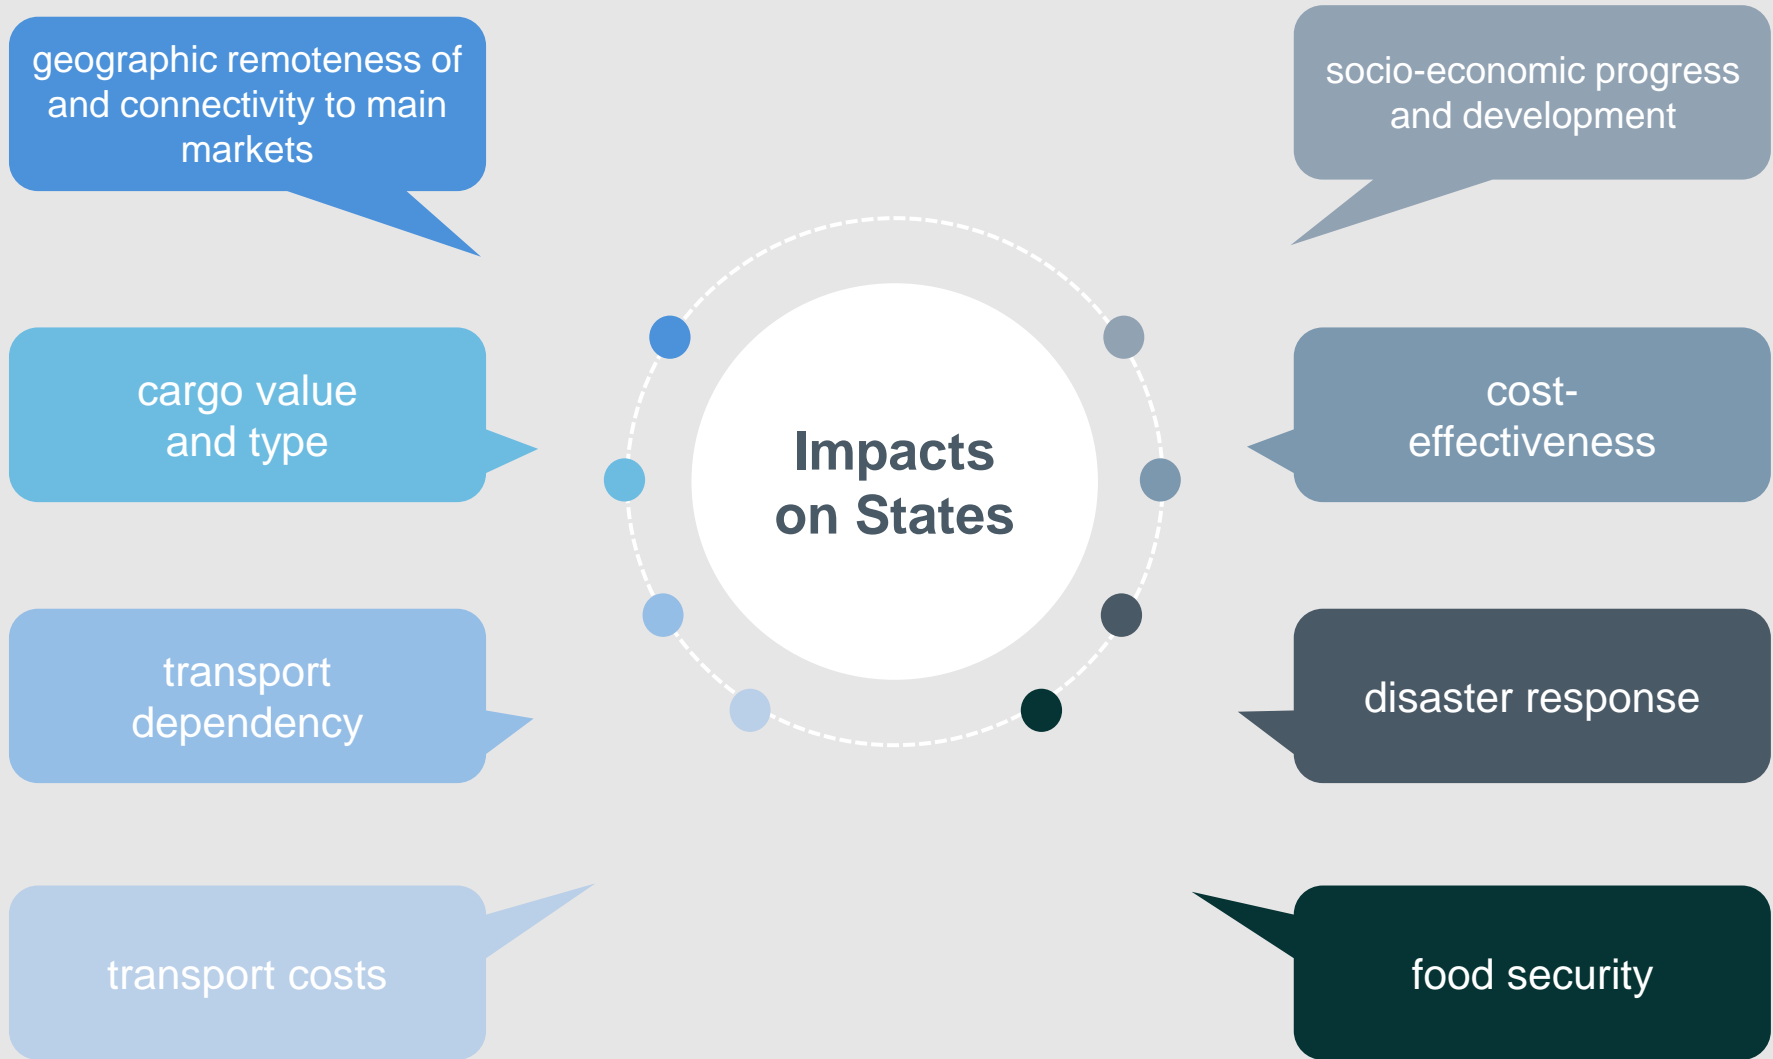 geographic remoteness of
and connectivity to main
markets
cargo value
and type
transport
dependency
transport costs
Impacts
on States
socio-economic progress
and development
cost-
effectiveness
disaster response
food security